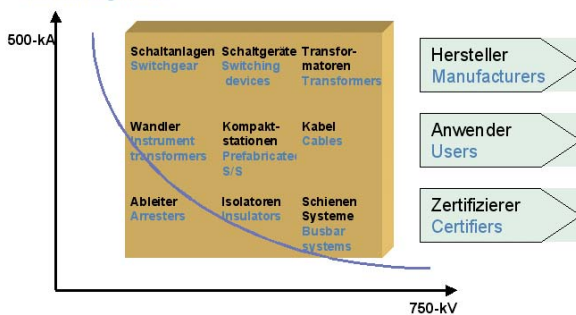 500-kA
Schaltanlagen
Switchgear
Schaltgeräte
Switching
devices
Transfor-
matoren
Transformers
Wandler
Instrument
transformers
Kompakt-
stationen
Prefabricated
S/S
Kabel
Cables
Ableiter
Arresters
Isolatoren
Insulators
Schienen
Systeme
Busbar
systems
Hersteller
Manufacturers
Anwender
Users
Zertifizierer
Certifiers
750-kV